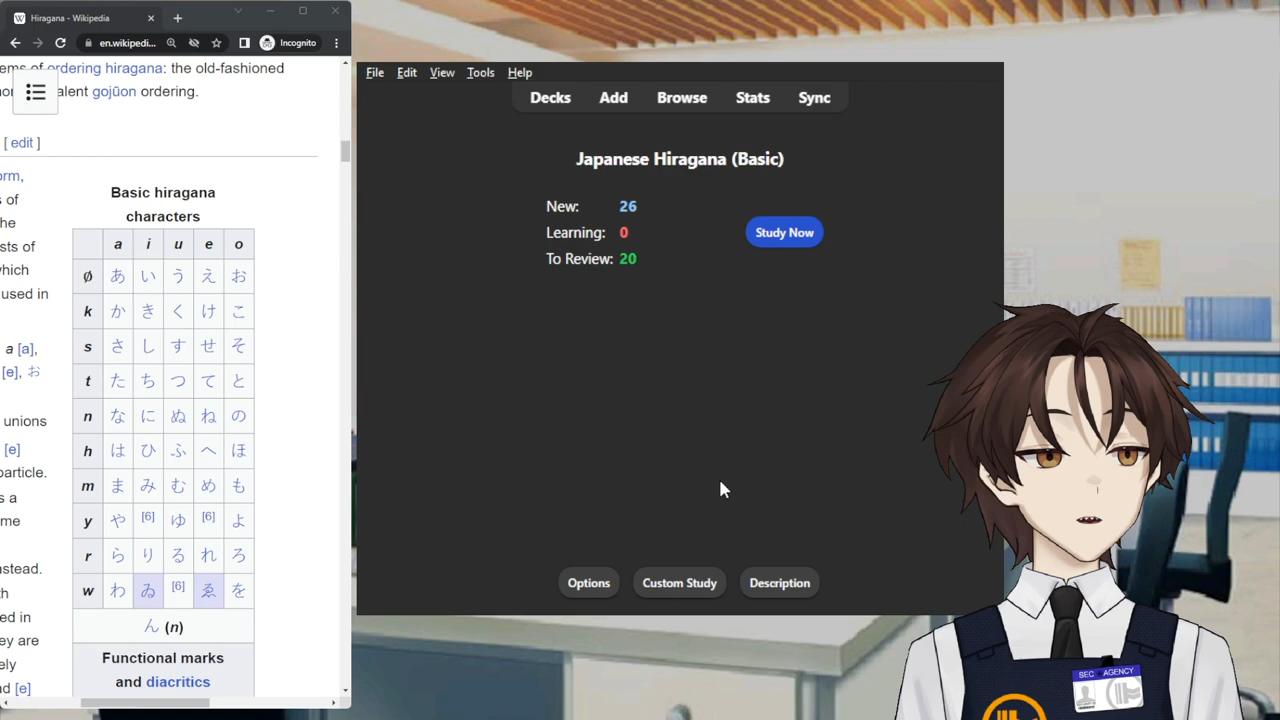 Hiragana - Wikipedia
en.wikipedi...
Incognito
ems of ordering hiragana: the old-fashioned
alent gojūon ordering.
[ edit ]
orm,
s of
he
sts of
which
used in
a [a],
[e], お
unions
[e]
particle.
s a
me
nstead.
th
ed in
ey are
ely
nd [e]
Basic hiragana
characters
a i u e o
∅ あ い う え お
k か き く け こ
s さ し す せ そ
t た ち つ て と
n な に ぬ ね の
h は ひ ふ へ ほ
m ま み む め も
y や [6] ゆ [6] よ
r ら り る れ ろ
w わ ゐ [6] ゑ を
ん (n)
Functional marks
and diacritics
File Edit View Tools Help
Decks Add Browse Stats Sync
Japanese Hiragana (Basic)
New: 26
Learning: 0
To Review: 20
Study Now
Options Custom Study Description